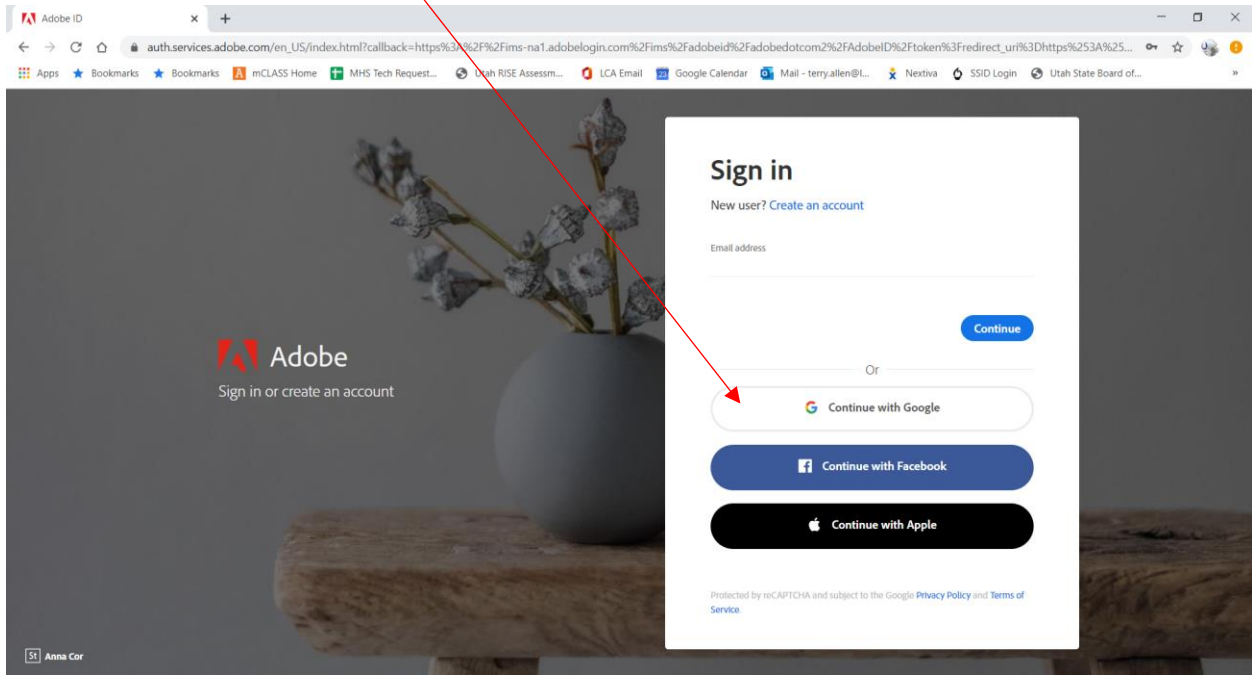 Adobe ID
auth.services.adobe.com/en_US/index.html?callback=https%3A%2F%2Fims-na1.adobelogin.com%2Fims%2Fadobeid%2Fadobedotcom2%2FAdobeID%2Ftoken%3Fredirect_uri%3Dhttps%253A%25...
Apps Bookmarks Bookmarks mCLASS Home MHS Tech Request... Utah RISE Assessm... LCA Email Google Calendar Mail - terry.allen@l... Nextiva SSID Login Utah State Board of... »
Sign in
New user? Create an account
Email address
Continue
Or
Continue with Google
Continue with Facebook
Continue with Apple
Protected by reCAPTCHA and subject to the Google Privacy Policy and Terms of
Service.
Adobe
Sign in or create an account
St Anna Cor